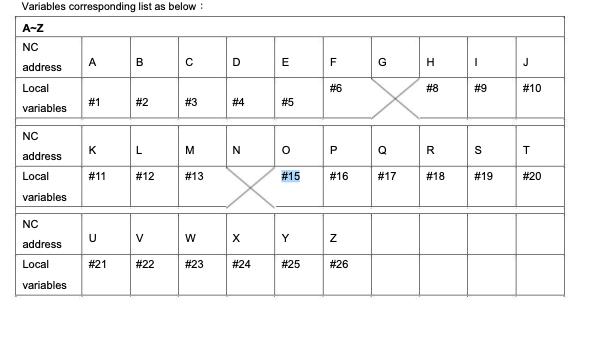 Variables corresponding list as below：
A~Z
NC address A B C D E F G H I J
Local variables #1 #2 #3 #4 #5 #6 #8 #9 #10
NC address K L M N O P Q R S T
Local variables #11 #12 #13 #15 #16 #17 #18 #19 #20
NC address U V W X Y Z
Local variables #21 #22 #23 #24 #25 #26